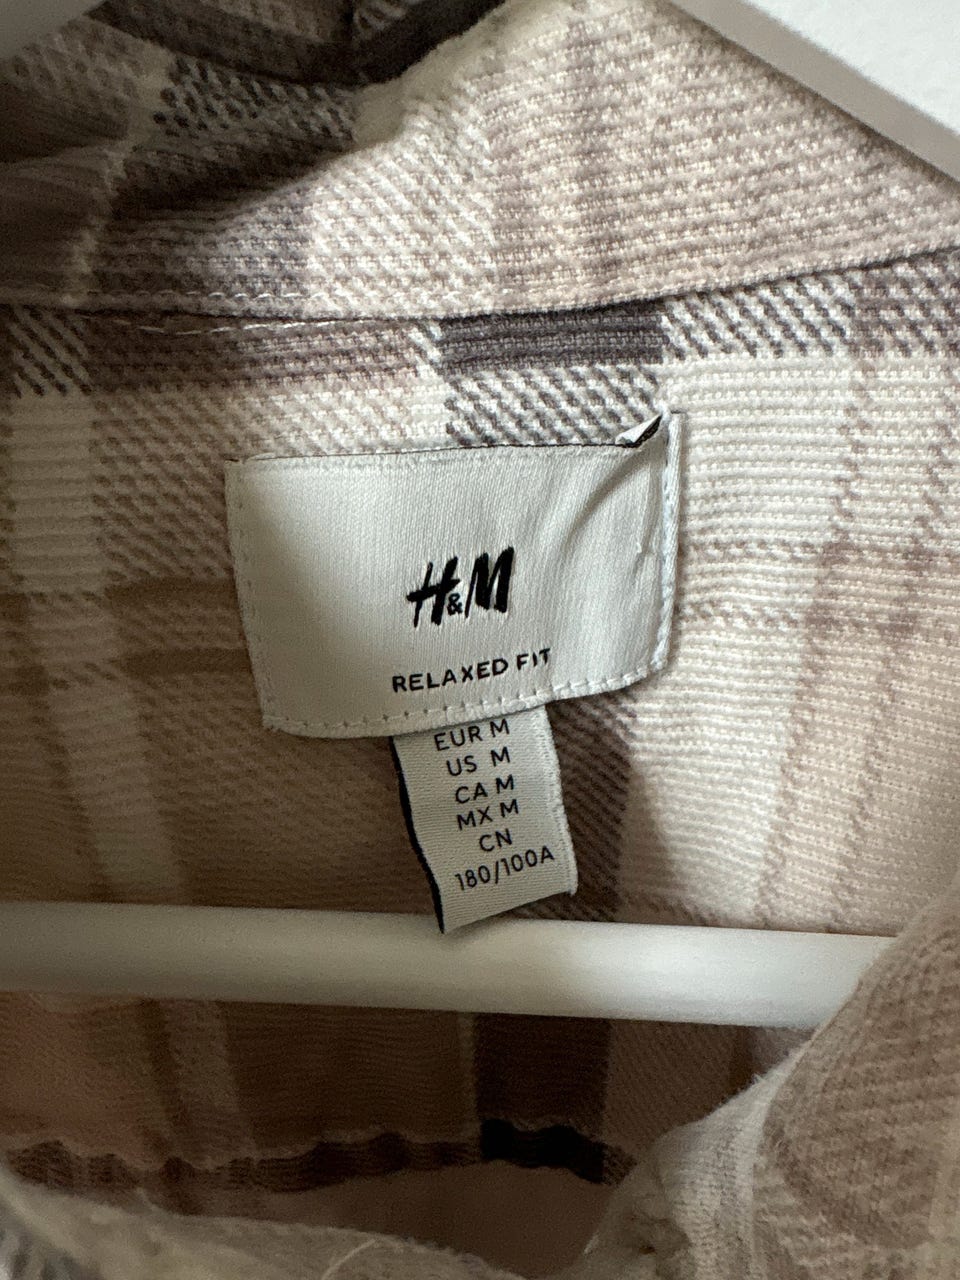 H&M
RELAXED FIT
EUR M
US M
CA M
MX M
CN
180/100A